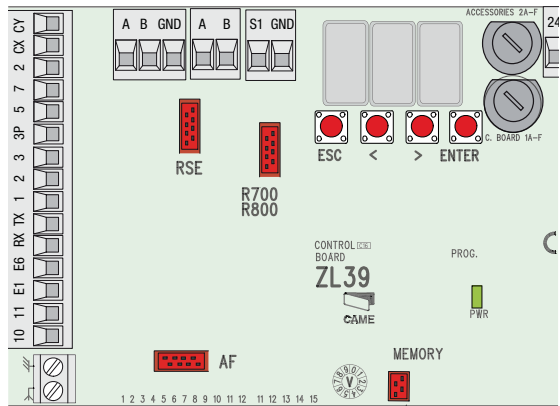 ACCESSORIES 2A-F
A B GND A B S1 GND 24
CY
CX
2
7
5
3P
3
2
1
TX
RX
E6
E1
11
10
C. BOARD 1A-F
ESC < > ENTER
RSE
R700
R800
CONTROL
BOARD
ZL39
CAME
PROG.
PWR
AF
MEMORY
V
1 2 3 4 5 6 7 8 9 10 11 12 11 12 13 14 15